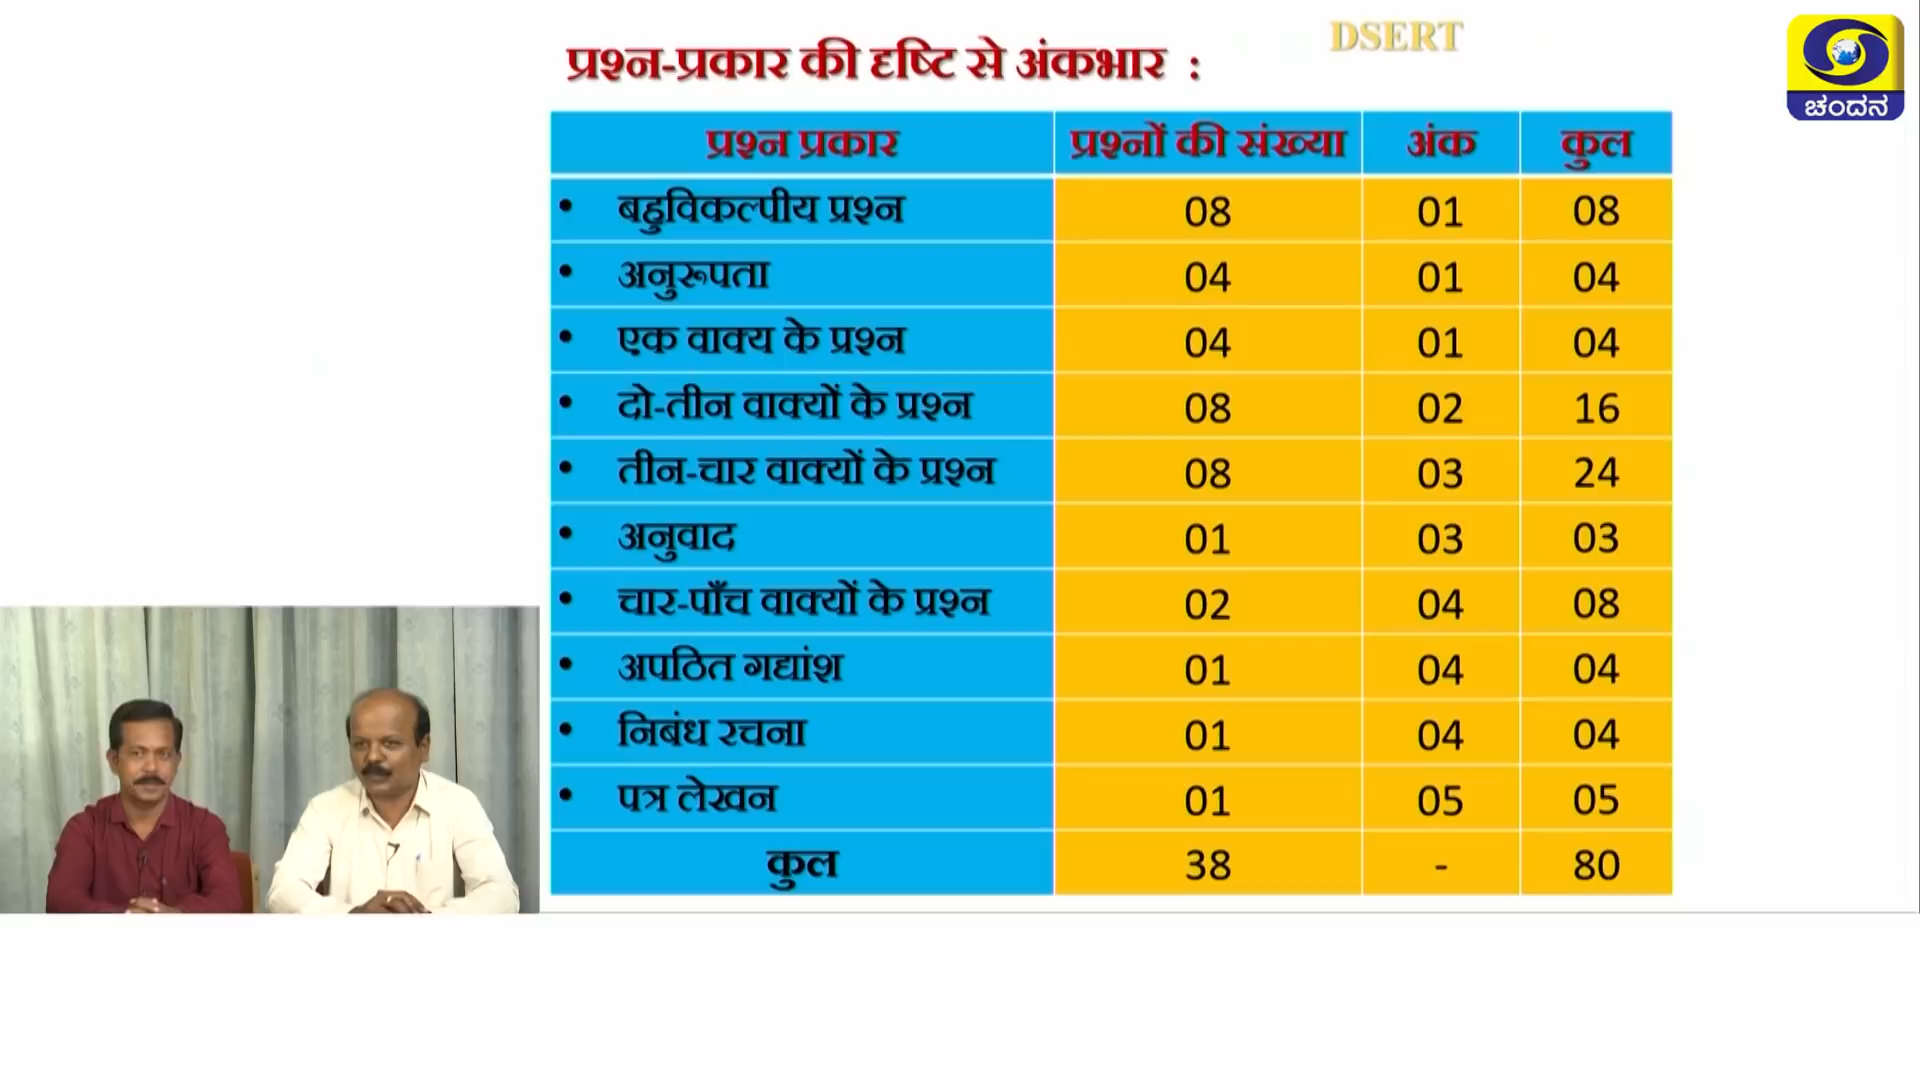 DSERT
प्रश्न-प्रकार की दृष्टि से अंकभार :
ಚಂದನ
प्रश्न प्रकार प्रश्नों की संख्या अंक कुल
• बहुविकल्पीय प्रश्न 08 01 08
• अनुरूपता 04 01 04
• एक वाक्य के प्रश्न 04 01 04
• दो-तीन वाक्यों के प्रश्न 08 02 16
• तीन-चार वाक्यों के प्रश्न 08 03 24
• अनुवाद 01 03 03
• चार-पाँच वाक्यों के प्रश्न 02 04 08
• अपठित गद्यांश 01 04 04
• निबंध रचना 01 04 04
• पत्र लेखन 01 05 05
कुल 38 - 80